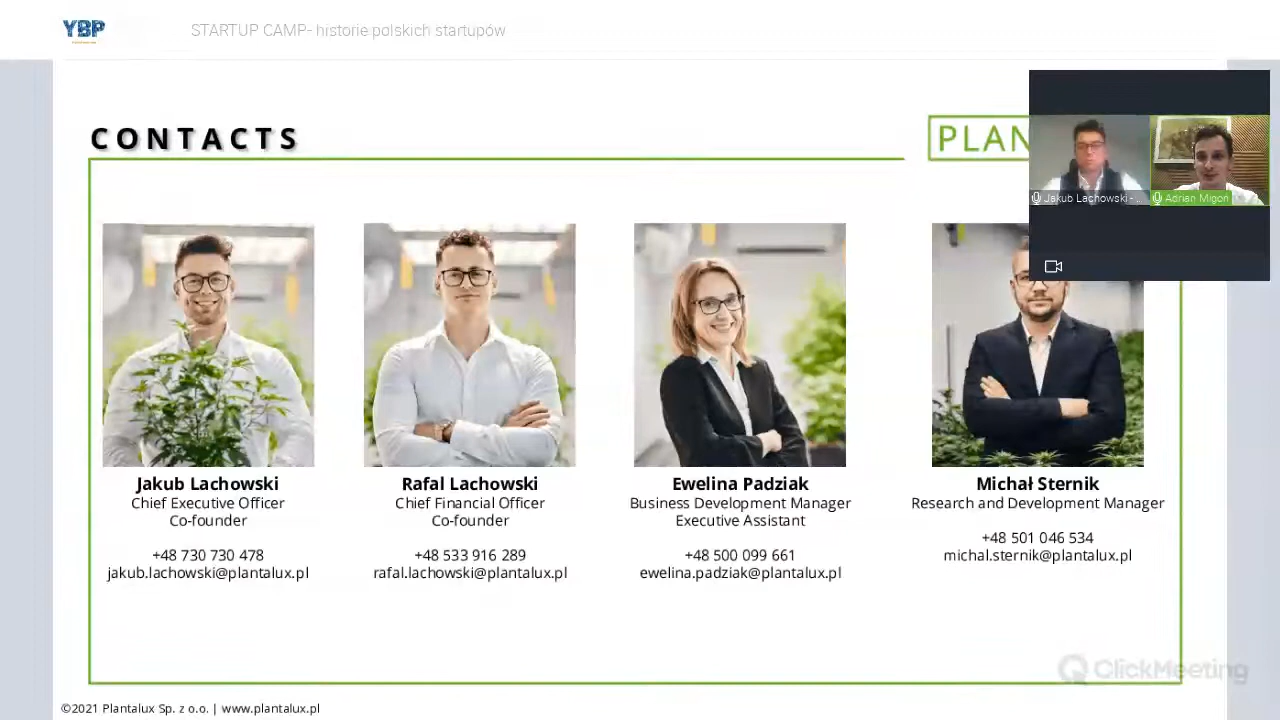 YBP
STARTUP CAMP- historie polskich startupów
CONTACTS
PLAN
Jakub Lachowski - ..
Adrian Migoń
Jakub Lachowski
Chief Executive Officer
Co-founder
+48 730 730 478
jakub.lachowski@plantalux.pl
Rafal Lachowski
Chief Financial Officer
Co-founder
+48 533 916 289
rafal.lachowski@plantalux.pl
Ewelina Padziak
Business Development Manager
Executive Assistant
+48 500 099 661
ewelina.padziak@plantalux.pl
Michał Sternik
Research and Development Manager
+48 501 046 534
michal.sternik@plantalux.pl
ClickMeeting
©2021 Plantalux Sp. z o.o. | www.plantalux.pl